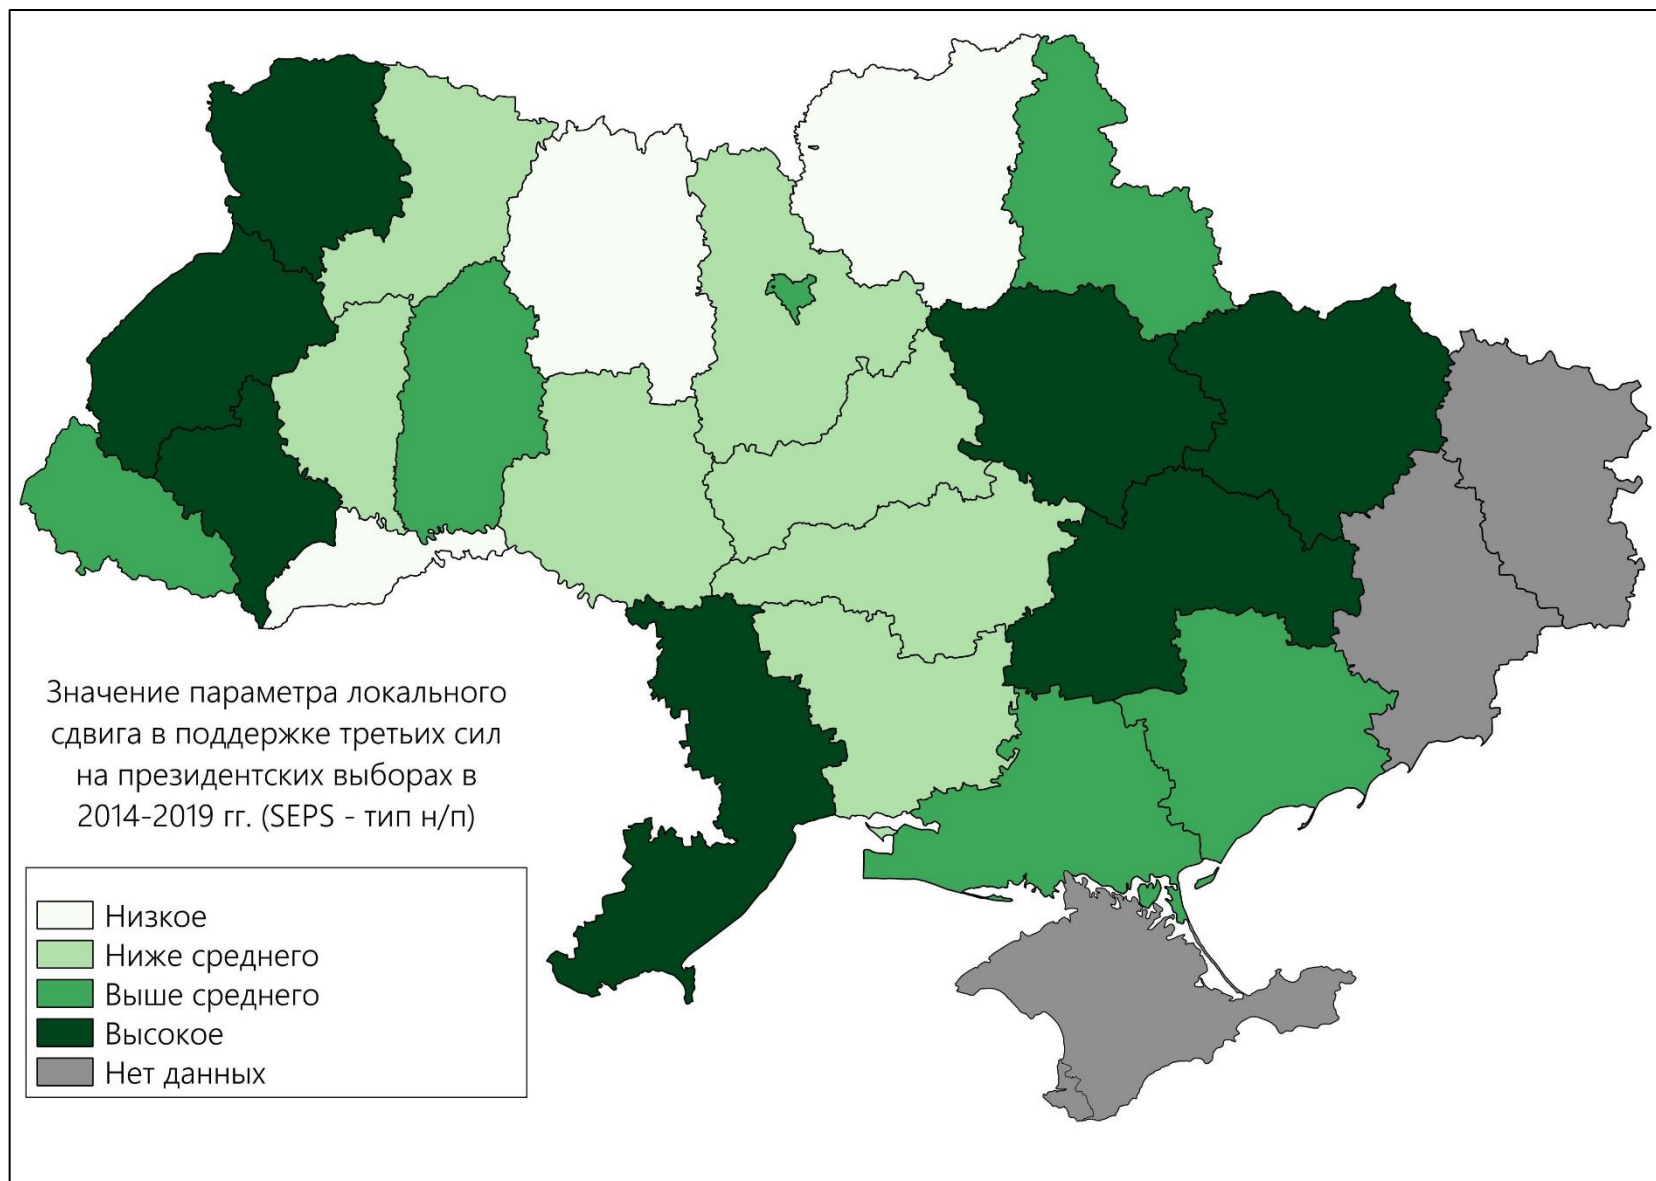 Значение параметра локального
сдвига в поддержке третьих сил
на президентских выборах в
2014-2019 гг. (SEPS - тип н/п)
Низкое
Ниже среднего
Выше среднего
Высокое
Нет данных